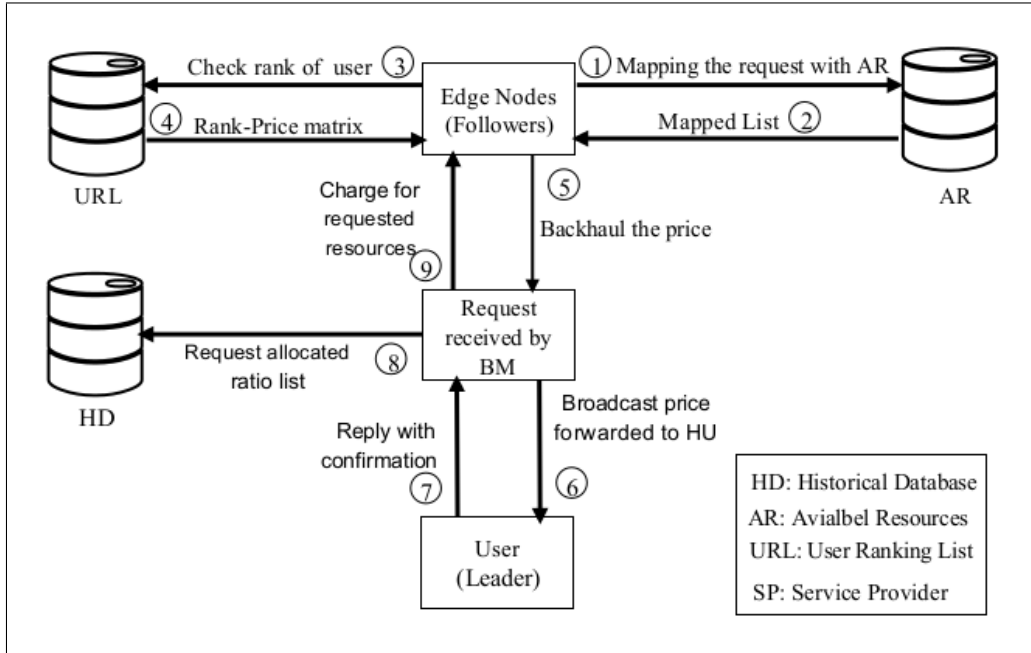 Check rank of user 3
1 Mapping the request with AR
Edge Nodes
(Followers)
4 Rank-Price matrix
Mapped List 2
URL
AR
Charge for
requested
resources
9
5
Backhaul the price
Request
received by
BM
8
Request allocated
ratio list
HD
Broadcast price
forwarded to HU
Reply with
confirmation
7
6
User
(Leader)
HD: Historical Database
AR: Avialbel Resources
URL: User Ranking List
SP: Service Provider